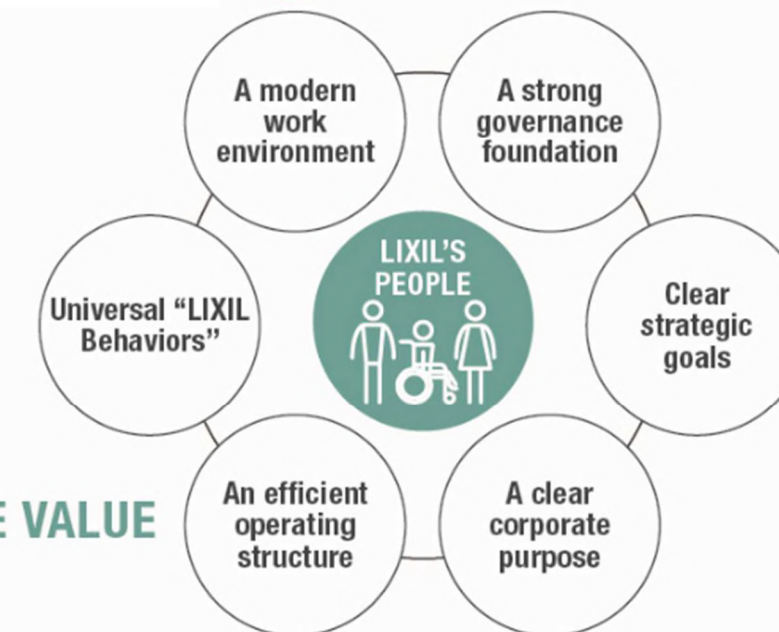 A modern
work
environment
A strong
governance
foundation
LIXIL'S
PEOPLE
Universal “LIXIL
Behaviors”
Clear
strategic
goals
An efficient
operating
structure
A clear
corporate
purpose
E VALUE